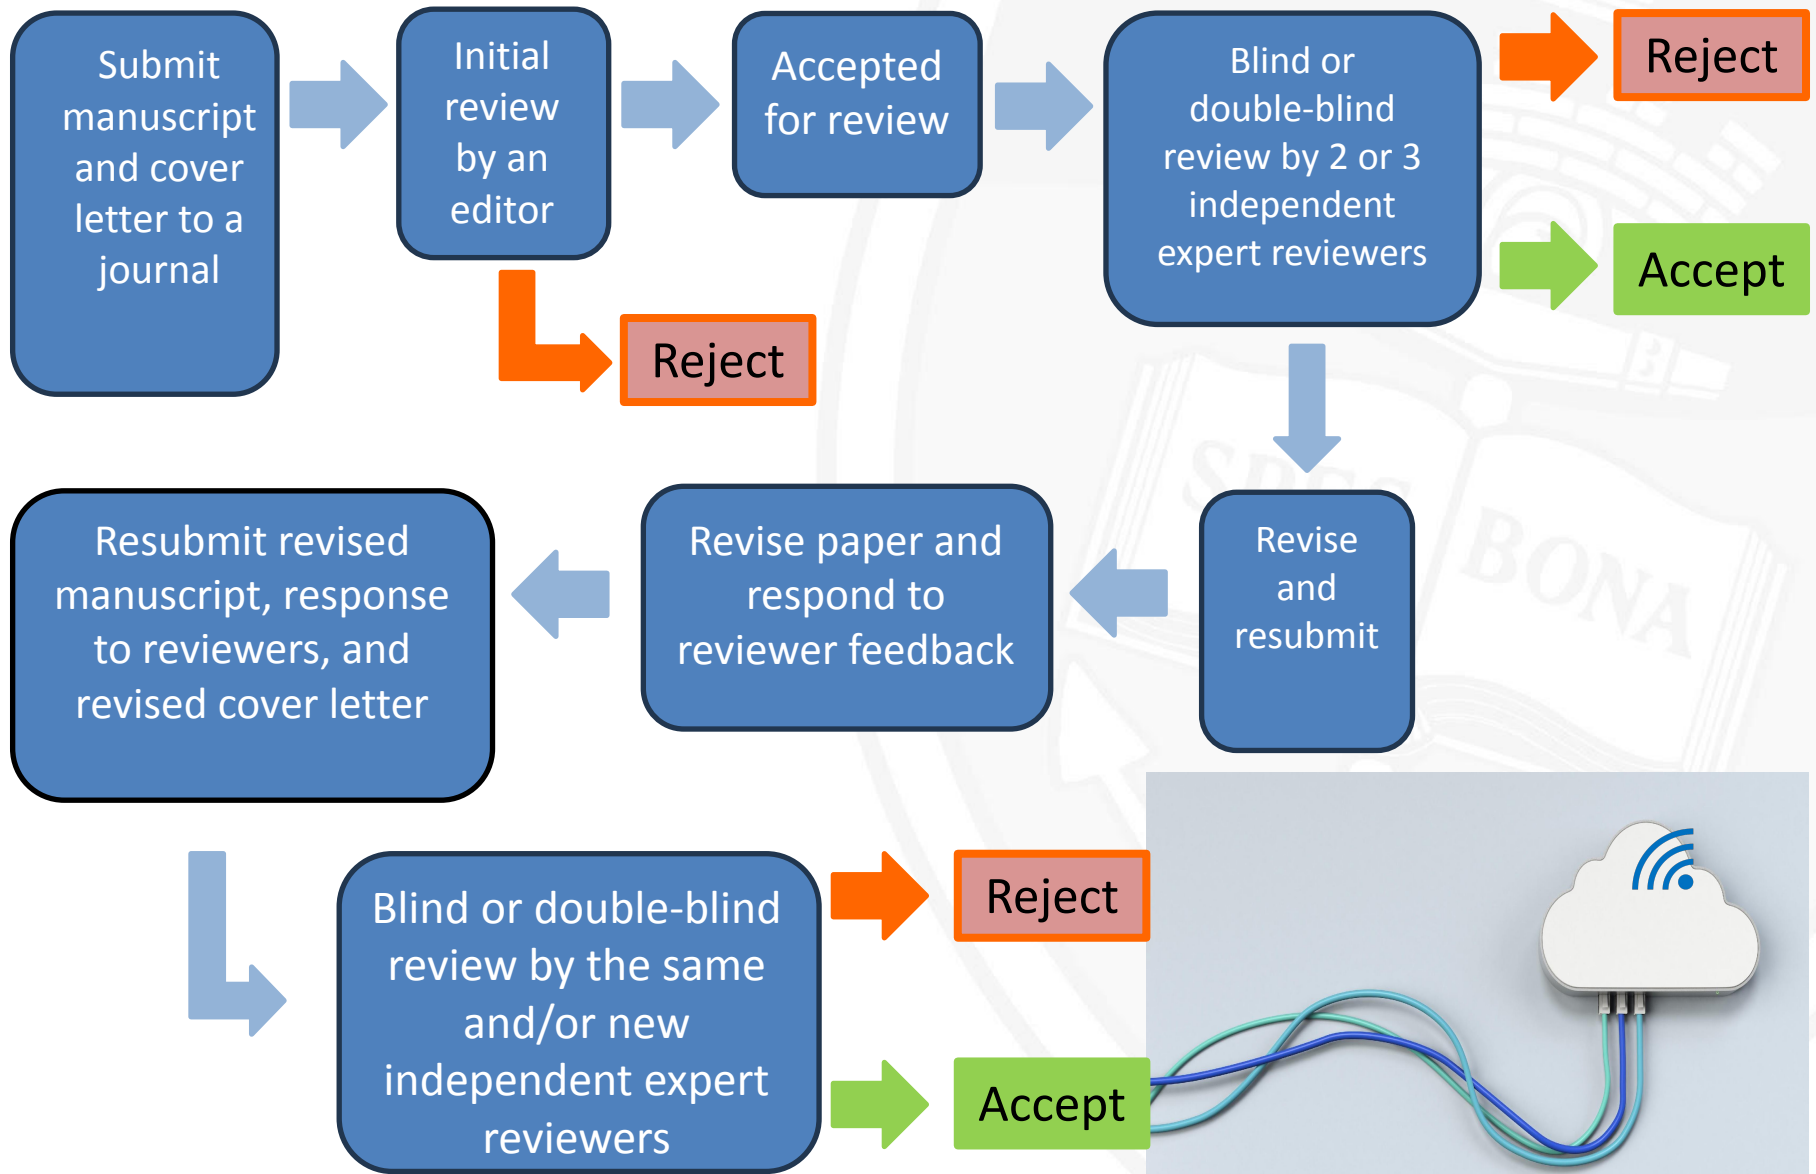 Submit
manuscript
and cover
letter to a
journal
Initial
review
by an
editor
Accepted
for review
Blind or
double-blind
review by 2 or 3
independent
expert reviewers
Reject
Accept
Reject
Revise
and
resubmit
Revise paper and
respond to
reviewer feedback
Resubmit revised
manuscript, response
to reviewers, and
revised cover letter
Blind or double-blind
review by the same
and/or new
independent expert
reviewers
Reject
Accept
SPES
BONA